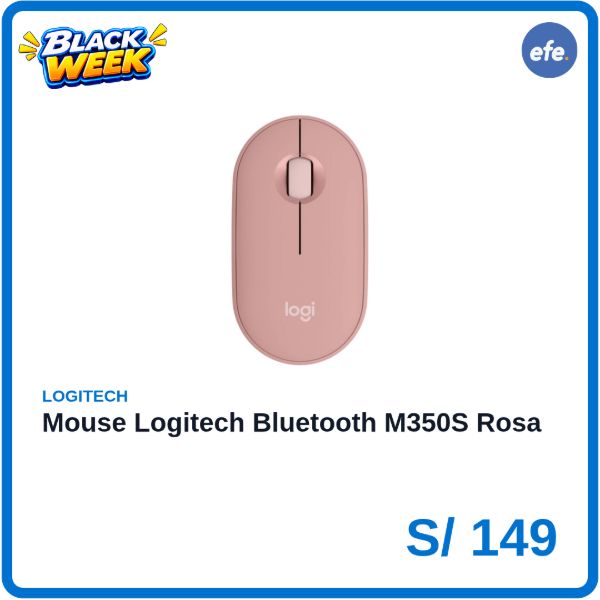 BLACK
WEEK
efe.
logi
LOGITECH
Mouse Logitech Bluetooth M350S Rosa
S/ 149